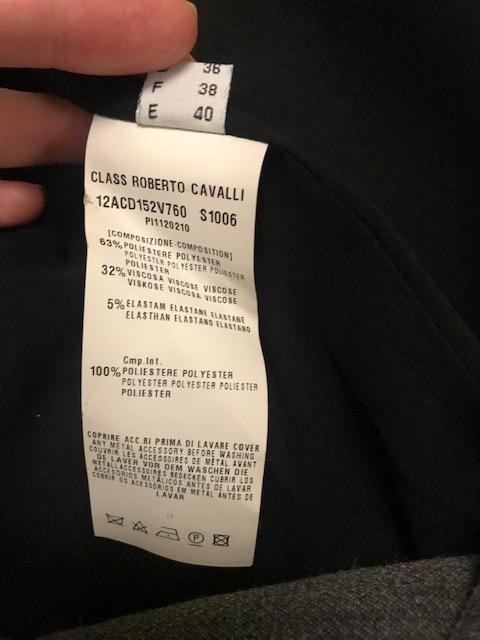 36
F 38
E 40
CLASS ROBERTO CAVALLI
12ACD152V760 S1006
PI1120210
[COMPOSIZIONE-COMPOSITION]
63% POLIESTERE POLYESTER
POLYESTER POLYESTER POLIESTER
POLIESTER
32% VISCOSA VISCOSE VISCOSE
VISKOSE VISCOSA VISCOSE
5% ELASTAM ELASTANE ELASTANE
ELASTHAN ELASTANO ELASTANO
Cmp.Inf.
100% POLIESTERE POLYESTER
POLYESTER POLYESTER POLIESTER
POLIESTER
COPRIRE ACC.RI PRIMA DI LAVARE COVER
ANY METAL ACCESSORY BEFORE WASHING
COUVRIR LES ACCESSOIRES DE METAL AVANT
DE LAVER VOR DEM WASCHEN DIE
METALLACCESSOIRES BEDECKEN CUBRIR LOS
ACCESORIOS METÁLICOS ANTES DE LAVAR
COBRIR OS ACESSÓRIOS EM METAL ANTES DE
LAVAR
P